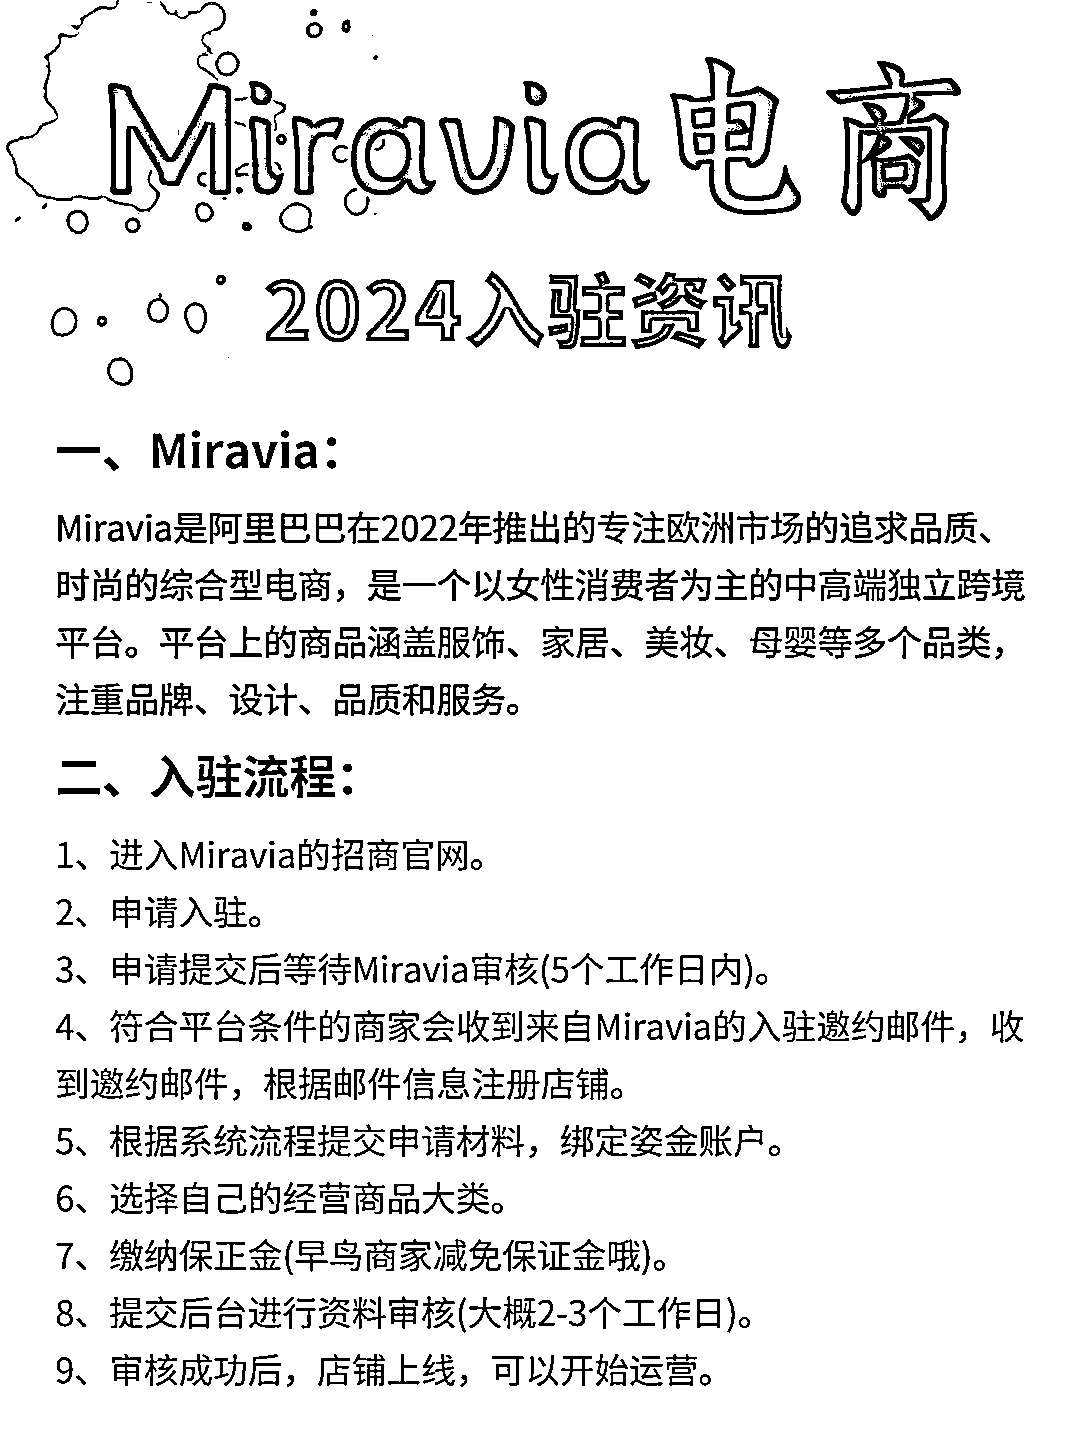 Miravia电商
2024入驻资讯
一、Miravia：
Miravia是阿里巴巴在2022年推出的专注欧洲市场的追求品质、
时尚的综合型电商，是一个以女性消费者为主的中高端独立跨境
平台。平台上的商品涵盖服饰、家居、美妆、母婴等多个品类，
注重品牌、设计、品质和服务。
二、入驻流程：
1、进入Miravia的招商官网。
2、申请入驻。
3、申请提交后等待Miravia审核(5个工作日内)。
4、符合平台条件的商家会收到来自Miravia的入驻邀约邮件，收
到邀约邮件，根据邮件信息注册店铺。
5、根据系统流程提交申请材料，绑定姿金账户。
6、选择自己的经营商品大类。
7、缴纳保正金(早鸟商家减免保证金哦)。
8、提交后台进行资料审核(大概2-3个工作日)。
9、审核成功后，店铺上线，可以开始运营。